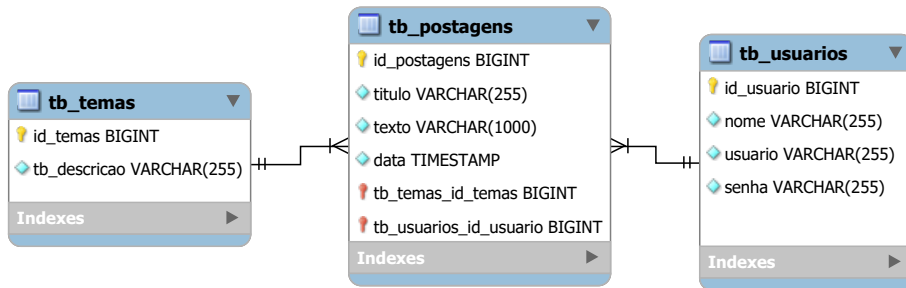 tb_temas
id_temas BIGINT
tb_descricao VARCHAR(255)
Indexes
tb_postagens
id_postagens BIGINT
titulo VARCHAR(255)
texto VARCHAR(1000)
data TIMESTAMP
tb_temas_id_temas BIGINT
tb_usuarios_id_usuario BIGINT
Indexes
tb_usuarios
id_usuario BIGINT
nome VARCHAR(255)
usuario VARCHAR(255)
senha VARCHAR(255)
Indexes